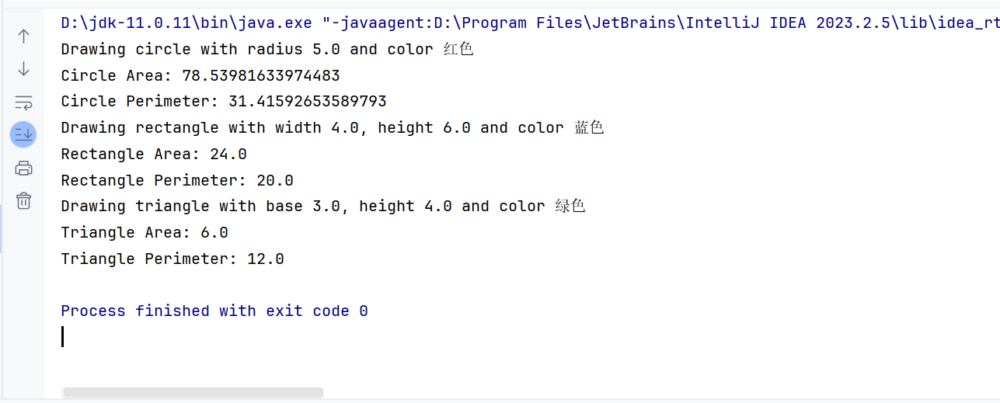 D:\jdk-11.0.11\bin\java.exe "-javaagent:D:\Program Files\JetBrains\IntelliJ IDEA 2023.2.5\lib\idea_rt
Drawing circle with radius 5.0 and color 红色
Circle Area: 78.53981633974483
Circle Perimeter: 31.41592653589793
Drawing rectangle with width 4.0, height 6.0 and color 蓝色
Rectangle Area: 24.0
Rectangle Perimeter: 20.0
Drawing triangle with base 3.0, height 4.0 and color 绿色
Triangle Area: 6.0
Triangle Perimeter: 12.0
Process finished with exit code 0